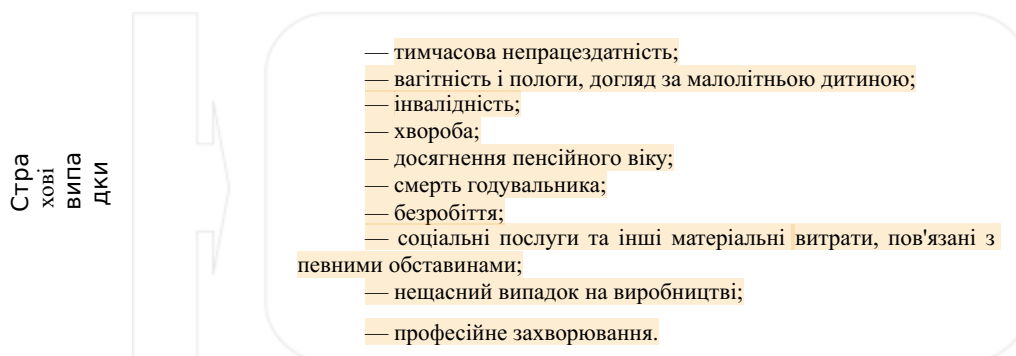 Стра
хові
випа
дки
— тимчасова непрацездатність;
— вагітність і пологи, догляд за малолітньою дитиною;
— інвалідність;
— хвороба;
— досягнення пенсійного віку;
— смерть годувальника;
— безробіття;
— соціальні послуги та інші матеріальні витрати, пов'язані з
певними обставинами;
— нещасний випадок на виробництві;
— професійне захворювання.